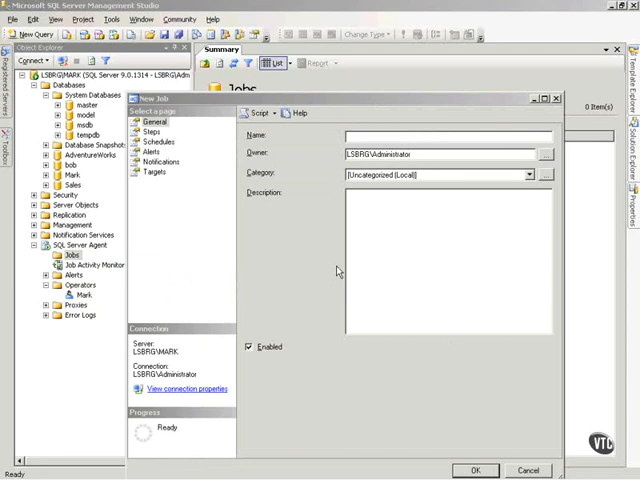 Microsoft SQL Server Management Studio
File Edit View Project Tools Window Community Help
New Query
Change Type
Object Explorer
Connect
LSBRG\MARK (SQL Server 9.0.1314 - LSBRG\Adm
Databases
System Databases
master
model
msdb
tempdb
Database Snapshots
AdventureWorks
bob
Mark
Sales
Security
Server Objects
Replication
Management
Notification Services
SQL Server Agent
Jobs
Job Activity Monitor
Alerts
Operators
Mark
Proxies
Error Logs
Registered Servers
Toolbox
Summary
List
Report
Jobs
0 Item(s)
Template Explorer
Solution Explorer
Properties
New Job
Select a page
General
Steps
Schedules
Alerts
Notifications
Targets
Script
Help
Name:
Owner:
LSBRG\Administrator
...
Category:
[Uncategorized (Local)]
...
Description:
Enabled
Connection
Server:
LSBRG\MARK
Connection:
LSBRG\Administrator
View connection properties
Progress
Ready
OK
Cancel
VTC
Ready